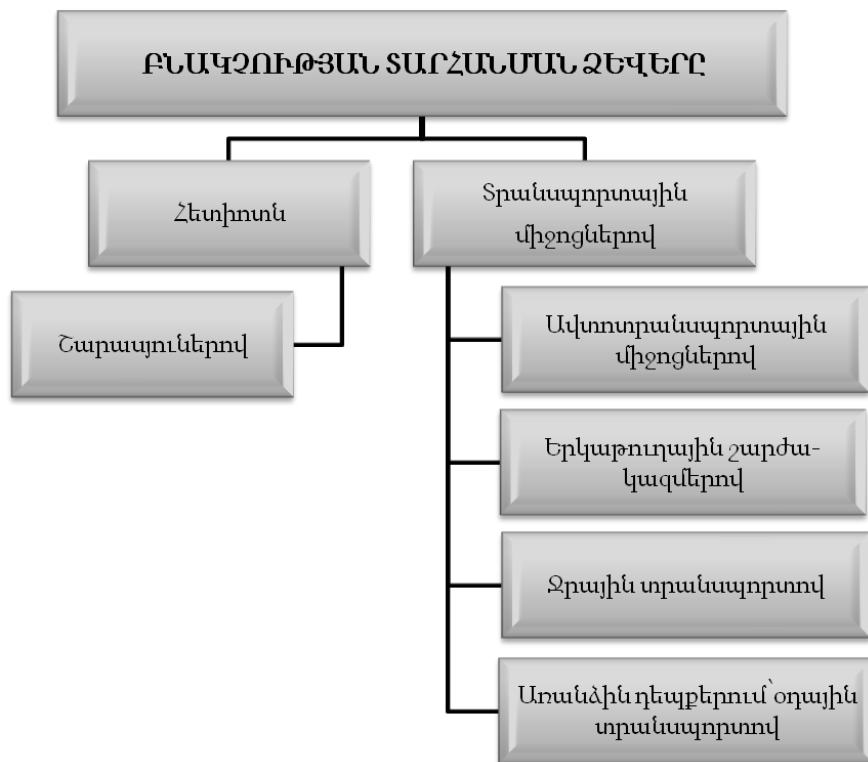 ԲՆԱԿՉՈՒԹՅԱՆ ՏԱՐՀԱՆՄԱՆ ՁԵՎԵՐԸ
Հետիոտն
Շարասյուներով
Տրանսպորտային
միջոցներով
Ավտոտրանսպորտային
միջոցներով
Երկաթուղային շարժա-
կազմերով
Ջրային տրանսպորտով
Առանձին դեպքերում՝օդային
տրանսպորտով